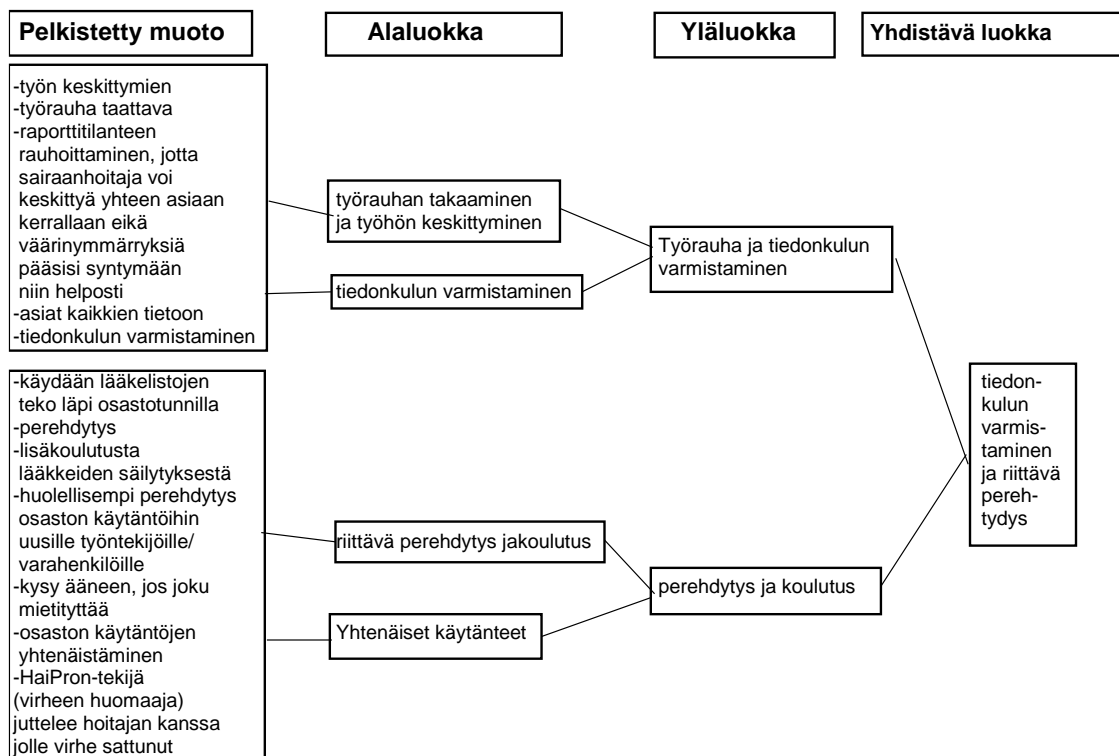 Pelkistetty muoto
Alaluokka
Yläluokka
Yhdistävä luokka
-työn keskittymien
-työrauha taattava
-raporttitilanteen
rauhoittaminen, jotta
sairaanhoitaja voi
keskittyä yhteen asiaan
kerrallaan eikä
väärinymmärryksiä
pääsisi syntymään
niin helposti
-asiat kaikkien tietoon
-tiedonkulun varmistaminen
työrauhan takaaminen
ja työhön keskittyminen
tiedonkulun varmistaminen
Työrauha ja tiedonkulun
varmistaminen
-käydään lääkelistojen
teko läpi osastotunnilla
-perehdytys
-lisäkoulutusta
lääkkeiden säilytyksestä
-huolellisempi perehdytys
osaston käytäntöihin
uusille työntekijöille/
varahenkilöille
-kysy ääneen, jos joku
mietityttää
-osaston käytäntöjen
yhtenäistäminen
-HaiPron-tekijä
(virheen huomaaja)
juttelee hoitajan kanssa
jolle virhe sattunut
riittävä perehdytys jakoulutus
Yhtenäiset käytänteet
perehdytys ja koulutus
tiedon-
kulun
varmis-
taminen
ja riittävä
pereh-
tydys